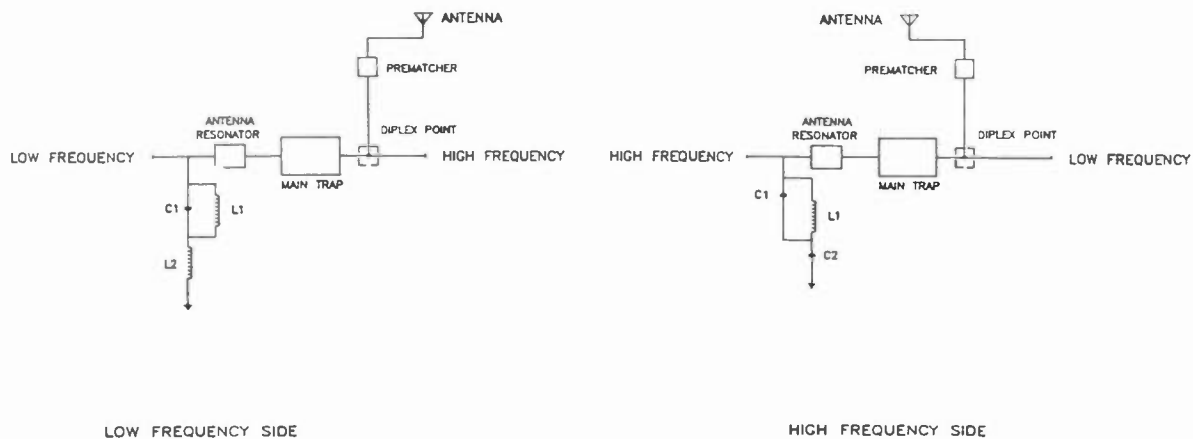 ANTENNA
PREMATCHER
ANTENNA
RESONATOR
DIPLEX POINT
LOW FREQUENCY
HIGH FREQUENCY
MAIN TRAP
C1
L1
L2
LOW FREQUENCY SIDE
ANTENNA
PREMATCHER
ANTENNA
RESONATOR
DIPLEX POINT
HIGH FREQUENCY
LOW FREQUENCY
MAIN TRAP
C1
L1
C2
HIGH FREQUENCY SIDE